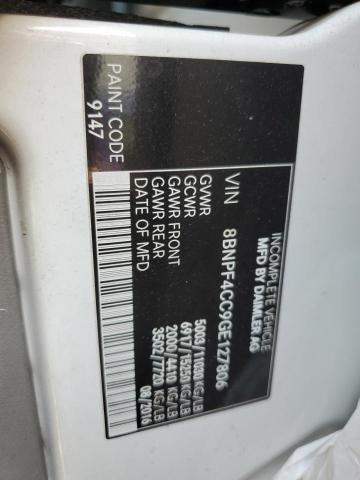 INCOMPLETE VEHICLE
MFD BY DAIMLER AG
VIN 8BNPF4CC9GE127806
GVWR 5003/11030 KG/LB
GCWR 6917/15250 KG/LB
GAWR FRONT 2000/4410 KG/LB
GAWR REAR 3502/7720 KG/LB
DATE OF MFD 08/2016
PAINT CODE
9147